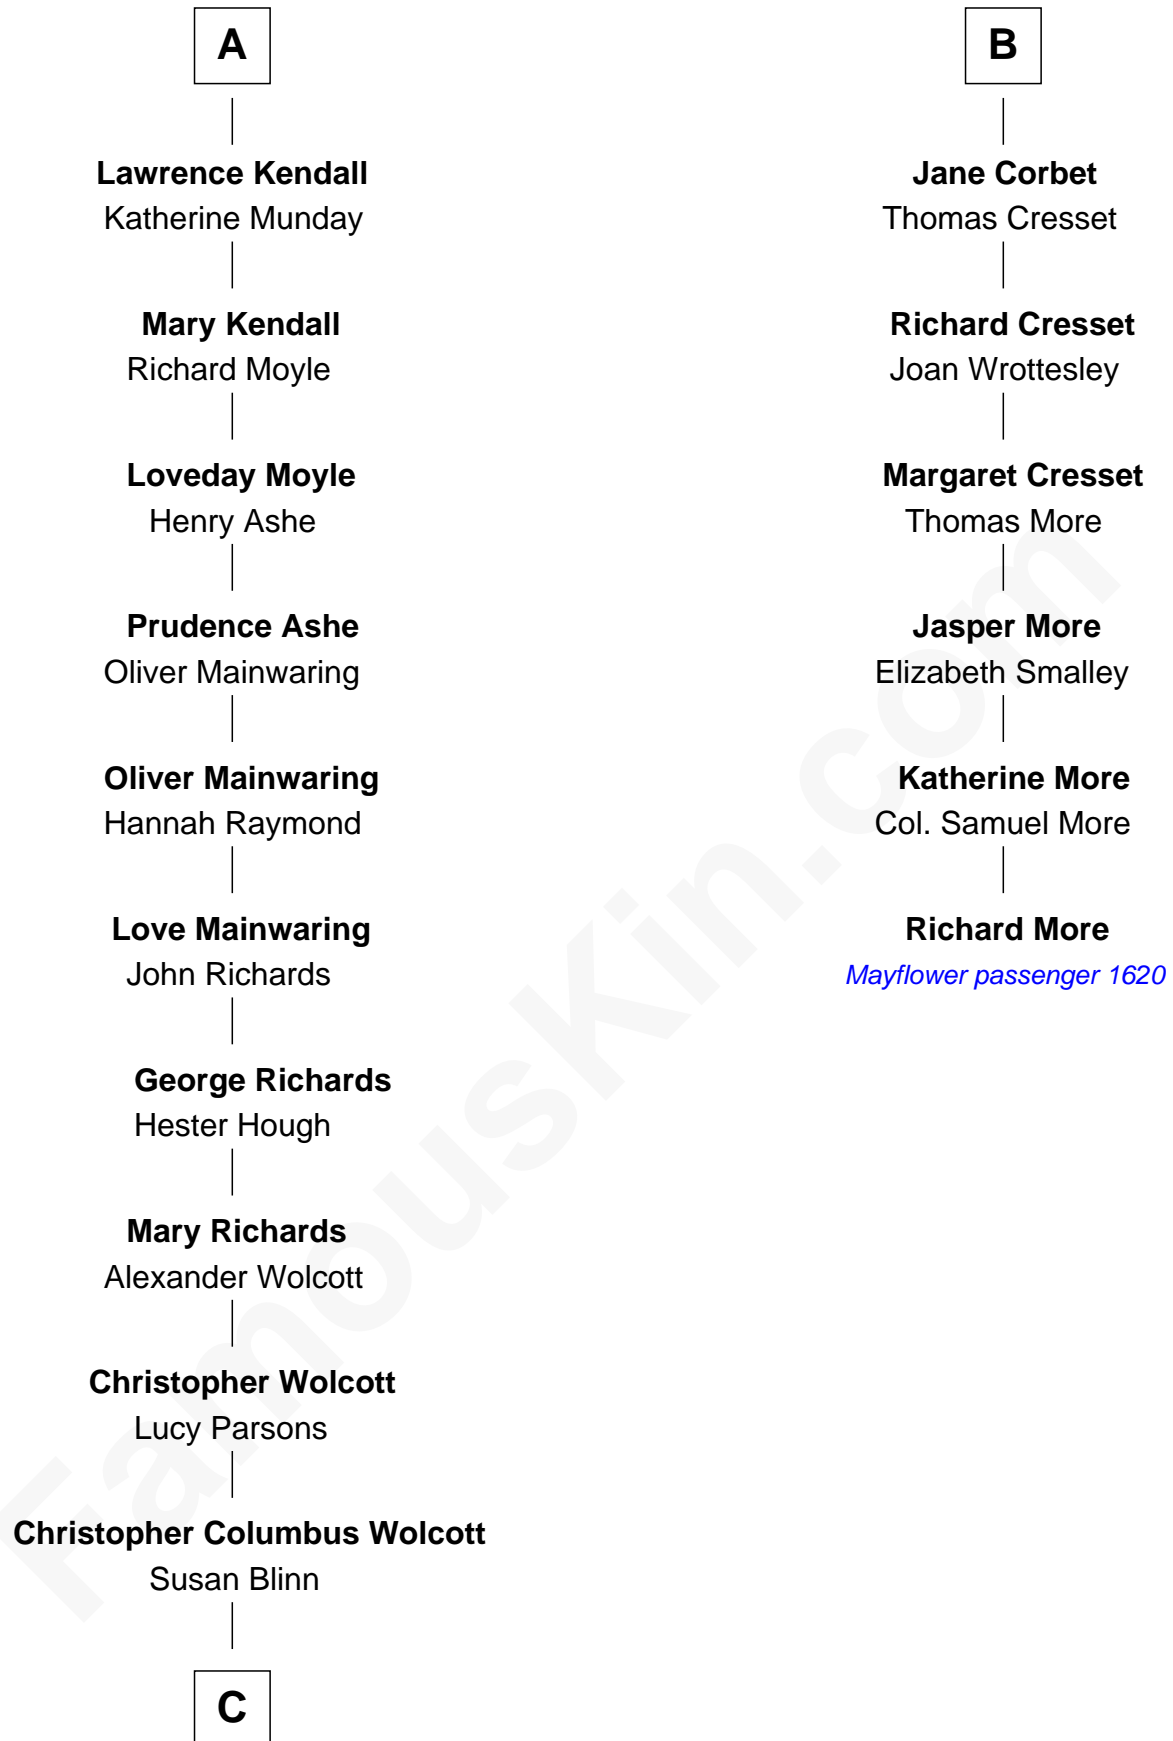 A
Lawrence Kendall
Katherine Munday
Mary Kendall
Richard Moyle
Loveday Moyle
Henry Ashe
Prudence Ashe
Oliver Mainwaring
Oliver Mainwaring
Hannah Raymond
Love Mainwaring
John Richards
George Richards
Hester Hough
Mary Richards
Alexander Wolcott
Christopher Wolcott
Lucy Parsons
Christopher Columbus Wolcott
Susan Blinn
C
B
Jane Corbet
Thomas Cresset
Richard Cresset
Joan Wrottesley
Margaret Cresset
Thomas More
Jasper More
Elizabeth Smalley
Katherine More
Col. Samuel More
Richard More
Mayflower passenger 1620
FamousKin.com